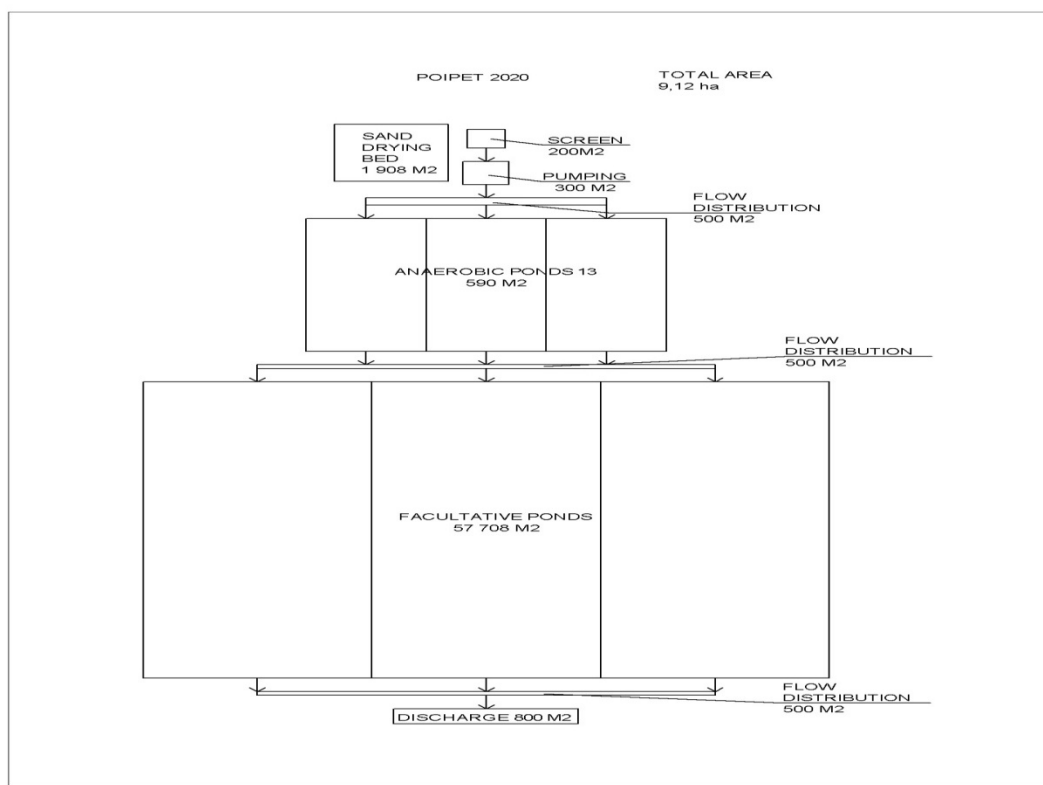 POIPET 2020
TOTAL AREA
9,12 ha
SAND
DRYING
BED
1 908 M2
SCREEN
200M2
PUMPING
300 M2
FLOW
DISTRIBUTION
500 M2
ANAEROBIC PONDS 13
590 M2
FLOW
DISTRIBUTION
500 M2
FACULTATIVE PONDS
57 708 M2
FLOW
DISTRIBUTION
500 M2
DISCHARGE 800 M2